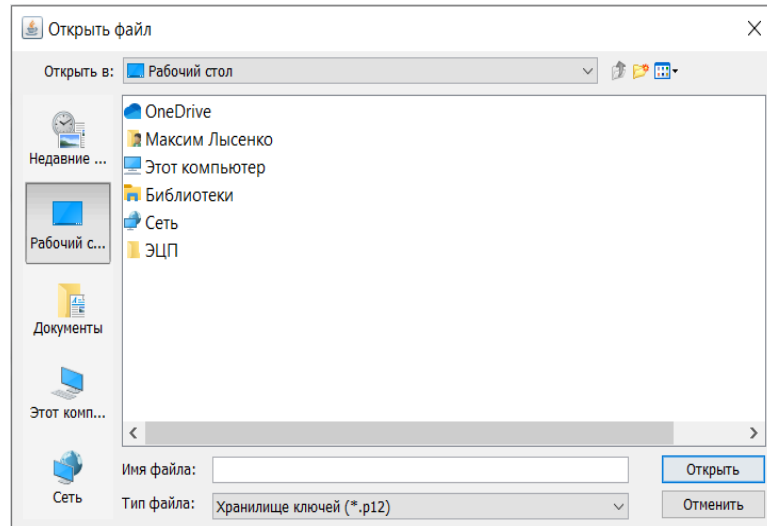 Открыть файл
Открыть в: Рабочий стол
Недавние ...
Рабочий с...
Документы
Этот комп...
Сеть
OneDrive
Максим Лысенко
Этот компьютер
Библиотеки
Сеть
ЭЦП
Имя файла:
Открыть
Тип файла: Хранилище ключей (*.p12)
Отменить